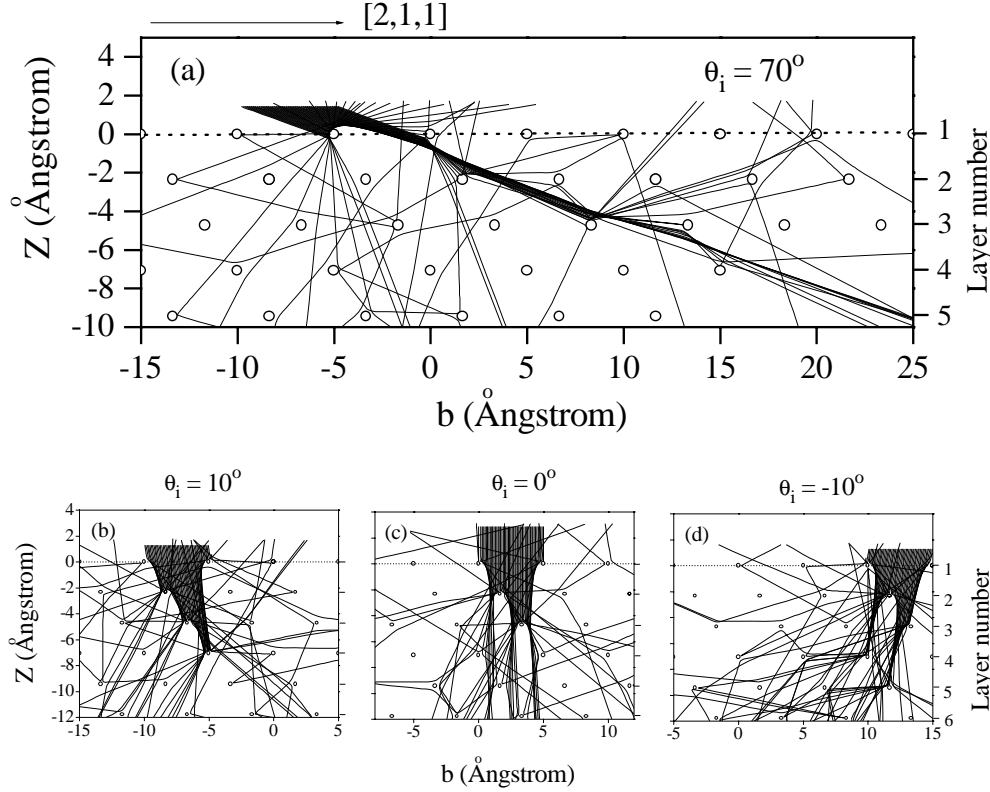 [2,1,1]
(a)
θi = 70o
4
2
0
-2
-4
-6
-8
-10
Z (Ångstrom)
1
2
3
4
5
Layer number
-15 -10 -5 0 5 10 15 20 25
b (Ångstrom)
θi = 10o
θi = 0o
θi = -10o
(b)
(c)
(d)
4
2
0
-2
-4
-6
-8
-10
-12
Z (Ångstrom)
1
2
3
4
5
6
Layer number
-15 -10 -5 0 5
-5 0 5 10
-5 0 5 10 15
b (Ångstrom)